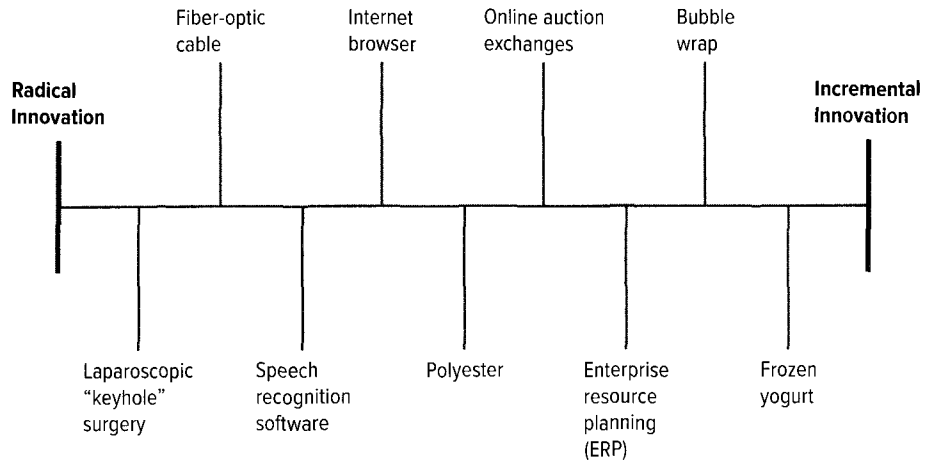 Fiber-optic
cable
Internet
browser
Online auction
exchanges
Bubble
wrap
Radical
Innovation
Incremental
Innovation
Laparoscopic
“keyhole”
surgery
Speech
recognition
software
Polyester
Enterprise
resource
planning
(ERP)
Frozen
yogurt